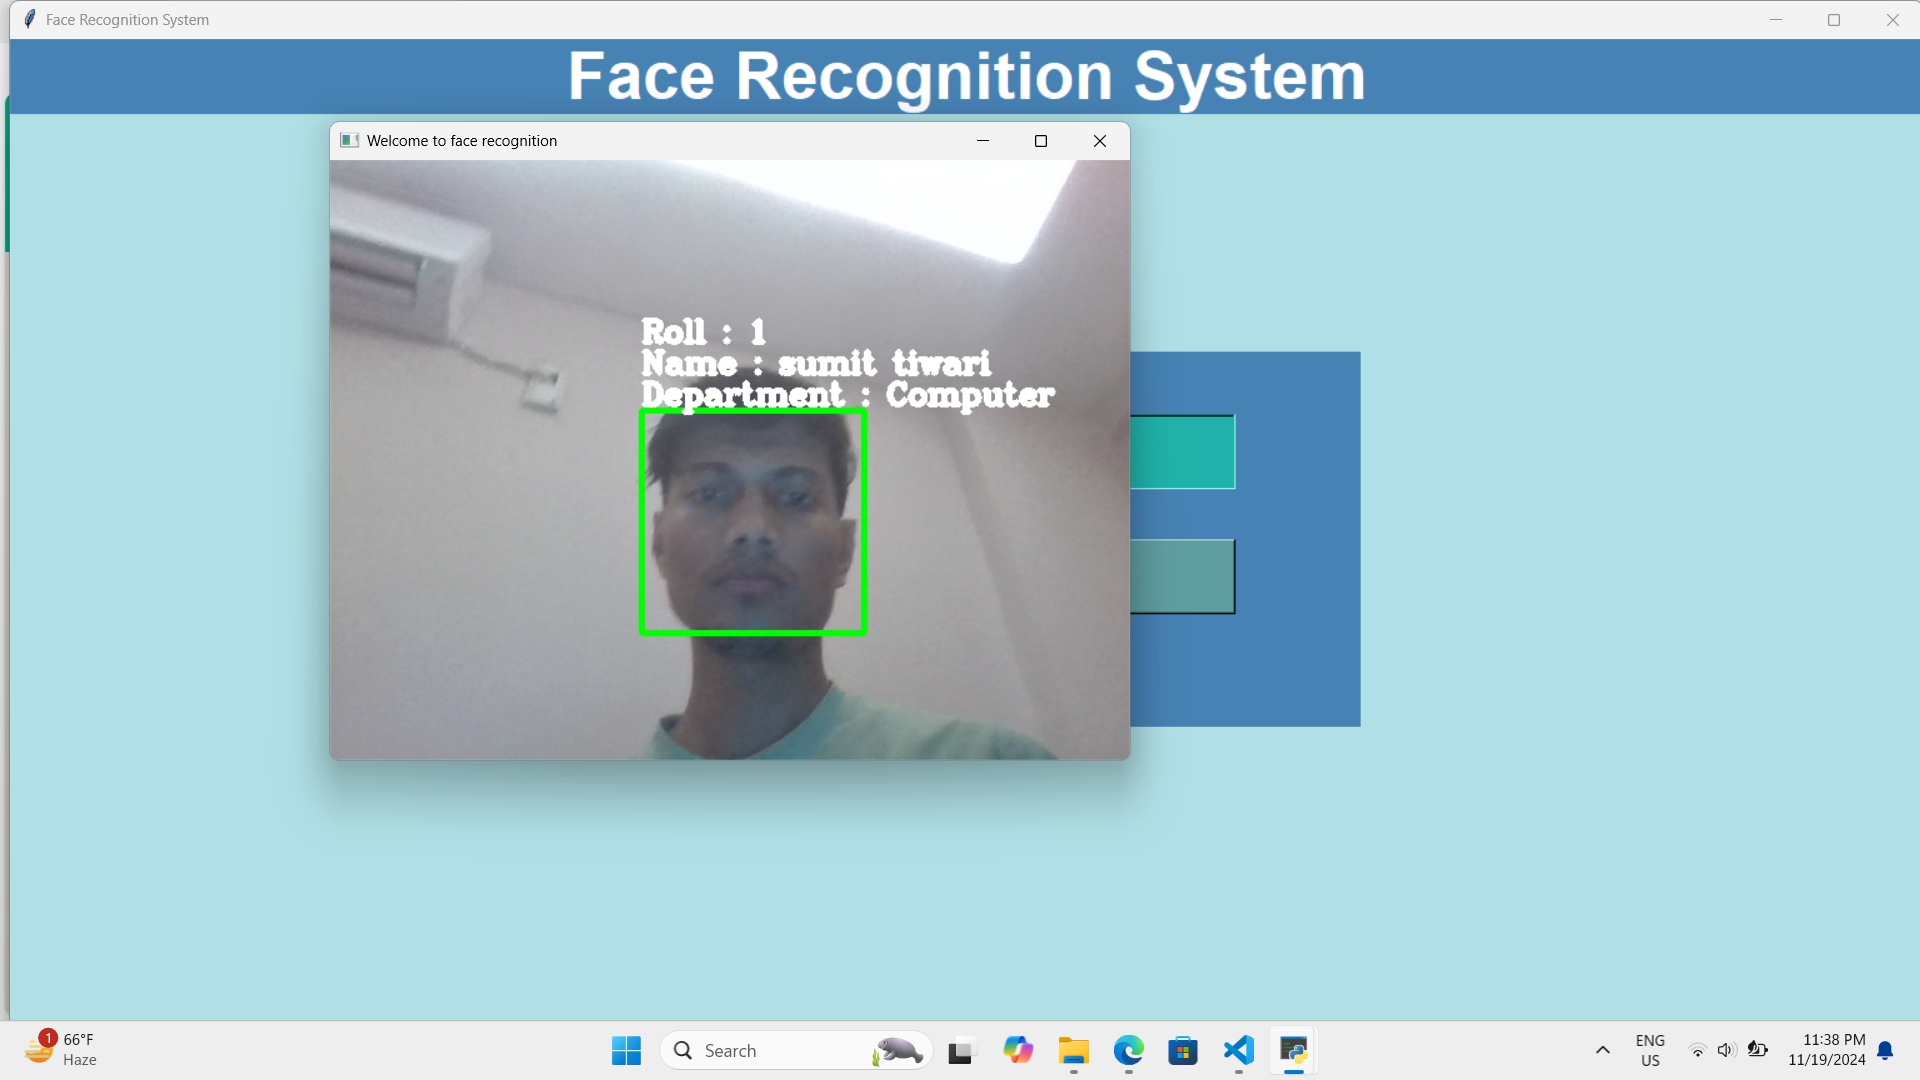 Face Recognition System
Face Recognition System
Welcome to face recognition
Roll : 1
Name : sumit tiwari
Department : Computer
1
66°F
Haze
Search
ENG
US
11:38 PM
11/19/2024